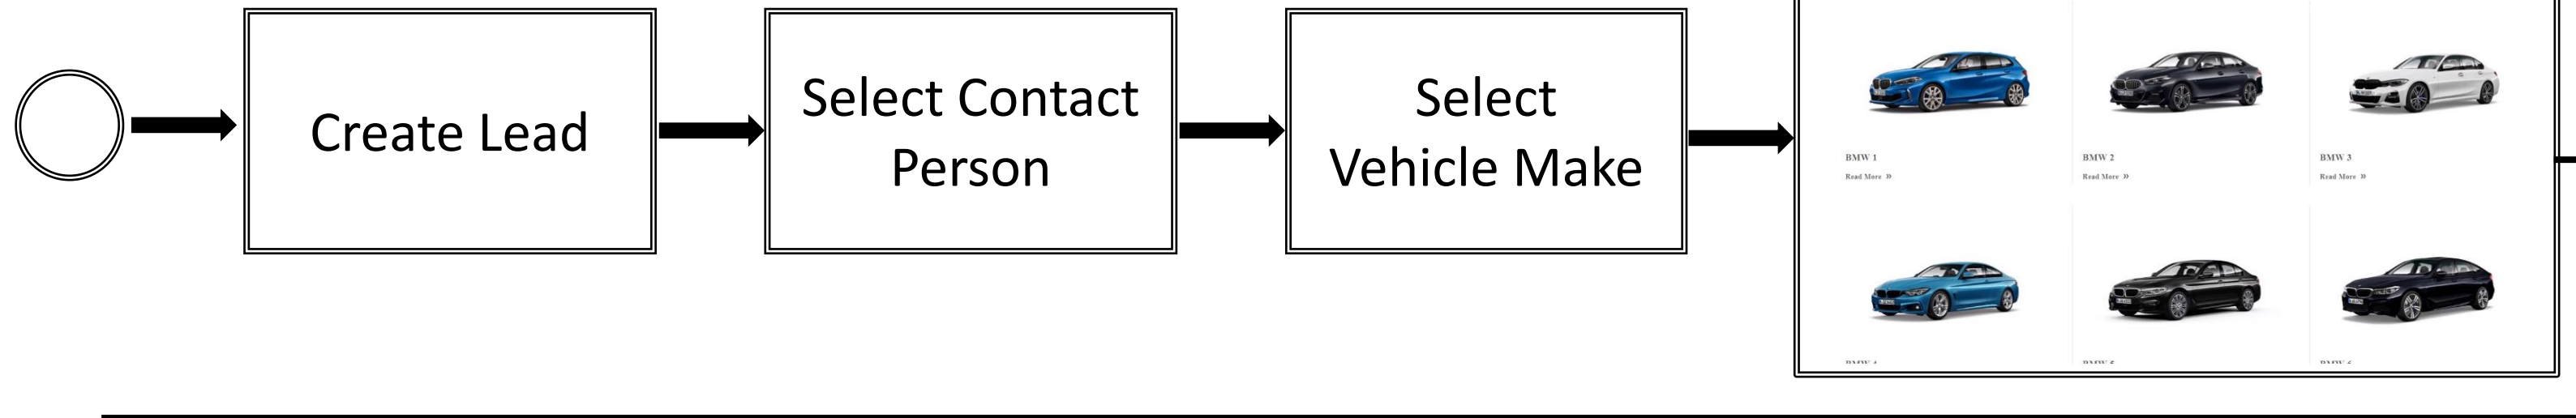 Create Lead
Select Contact
Person
Select
Vehicle Make
BMW 1
BMW 2
BMW 3
Read More »
Read More »
Read More »